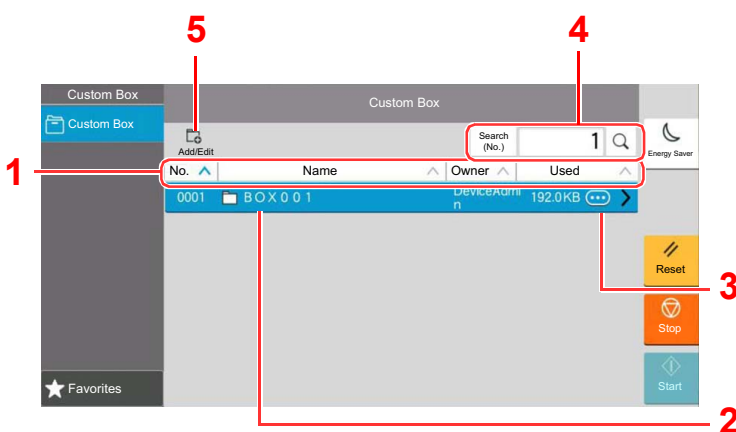 5
4
Custom Box
Custom Box
Custom Box
Add/Edit
Search
(No.)
1
Energy Saver
1
No. Name Owner Used
0001 BOX001 DeviceAdmi
n
192.0KB
Reset
3
Stop
Favorites
Start
2